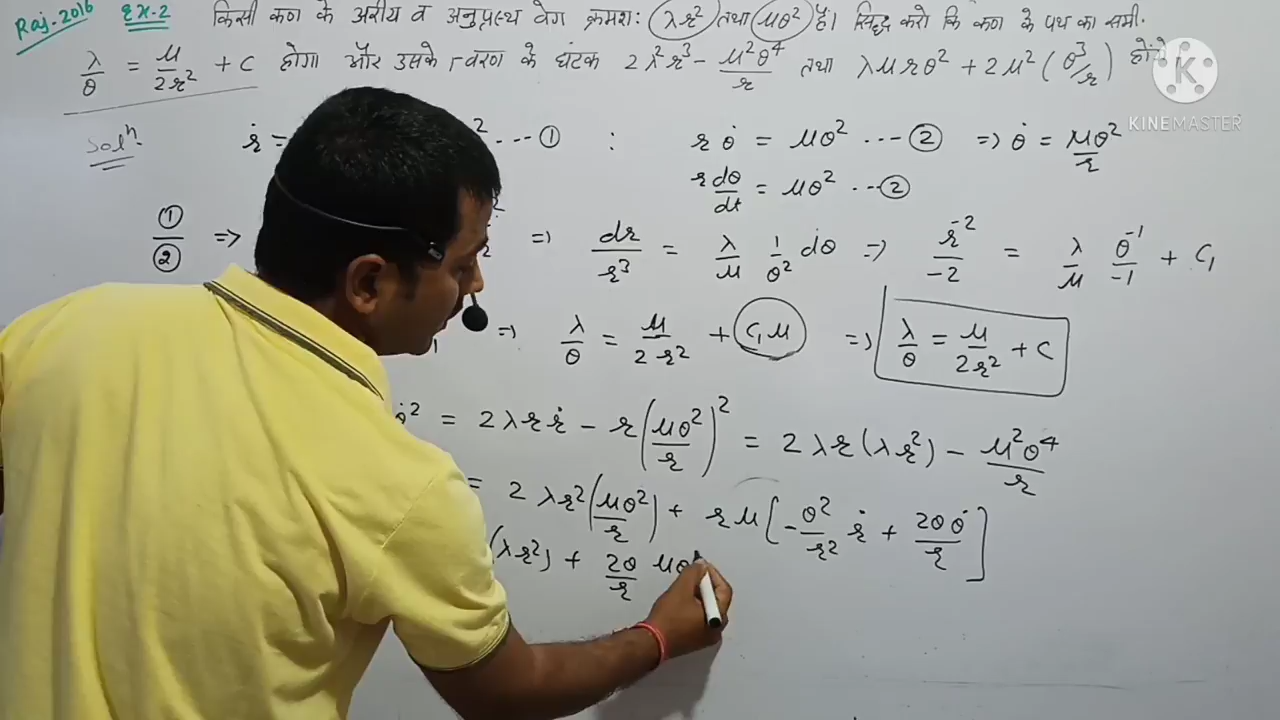 Raj. 2016 Ex-2 किसी कण के अरीय व अनुप्रस्थ वेग क्रमशः (λr²) तथा (μθ²) हैं। सिद्ध करो कि कण के पथ का समी.
λ/θ = μ/2r² + c होगा और उसके त्वरण के घटक 2λ²r³ - μ²θ⁴/r तथा λμrθ² + 2μ²(θ³/r) होंगे
KINEMASTER
Solⁿ. ṙ = ² ---- ① : r θ̇ = μθ² --- ② => θ̇ = μθ²/r
r dθ/dt = μθ² --- ②
①/② => ² => dr/r³ = λ/μ 1/θ² dθ => r⁻²/-2 = λ/μ θ⁻¹/-1 + C₁
₁ => λ/θ = μ/2r² + C₁μ => λ/θ = μ/2r² + C
θ̇² = 2λrṙ - r(μθ²/r)² = 2λr(λr²) - μ²θ⁴/r
= 2λr²(μθ²/r) + rμ[-θ²/r² ṙ + 2θθ̇/r]
(λr²) + 2θ/r μθ